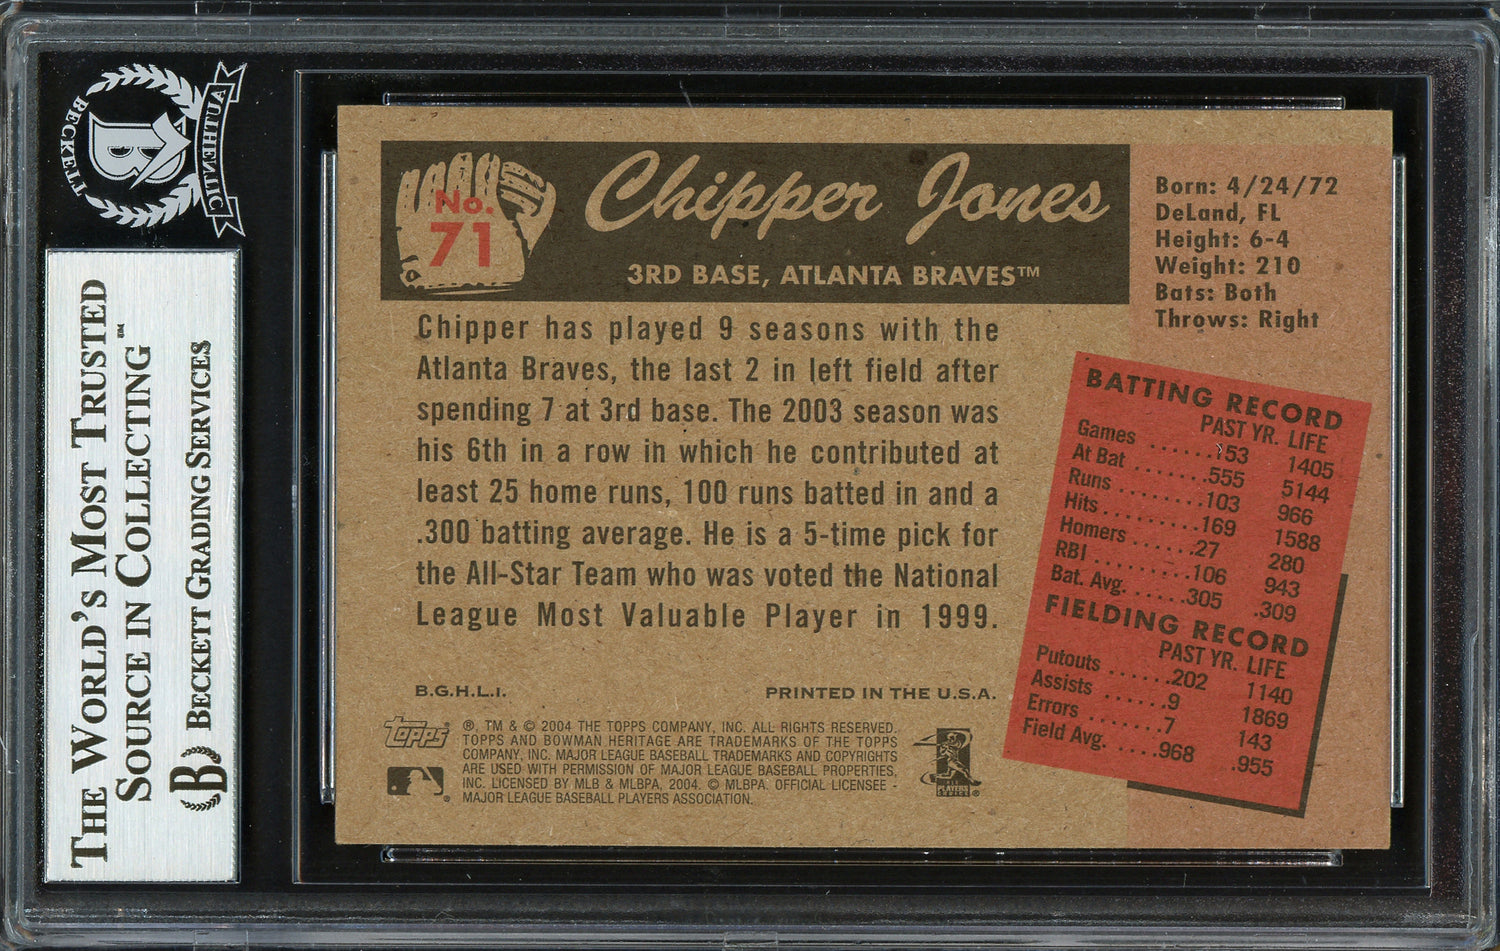 BECKETT
AUTHENTIC
B
THE WORLD'S MOST TRUSTED
SOURCE IN COLLECTING™
B BECKETT GRADING SERVICES
No.
71
Chipper Jones
3RD BASE, ATLANTA BRAVES™
Born: 4/24/72
DeLand, FL
Height: 6-4
Weight: 210
Bats: Both
Throws: Right
Chipper has played 9 seasons with the
Atlanta Braves, the last 2 in left field after
spending 7 at 3rd base. The 2003 season was
his 6th in a row in which he contributed at
least 25 home runs, 100 runs batted in and a
.300 batting average. He is a 5-time pick for
the All-Star Team who was voted the National
League Most Valuable Player in 1999.
BATTING RECORD
PAST YR. LIFE
Games ......153 1405
At Bat .......555 5144
Runs ........103 966
Hits..........169 1588
Homers ......27 280
RBI ..........106 943
Bat. Avg. .....305 .309
FIELDING RECORD
PAST YR. LIFE
Putouts .......202 1140
Assists ......9 1869
Errors .......7 143
Field Avg. .....968 .955
B.G.H.L.I. PRINTED IN THE U.S.A.
Topps
®, TM & © 2004 THE TOPPS COMPANY, INC. ALL RIGHTS RESERVED.
TOPPS AND BOWMAN HERITAGE ARE TRADEMARKS OF THE TOPPS
COMPANY, INC. MAJOR LEAGUE BASEBALL TRADEMARKS AND COPYRIGHTS
ARE USED WITH PERMISSION OF MAJOR LEAGUE BASEBALL PROPERTIES,
INC. LICENSED BY MLB & MLBPA, 2004. © MLBPA. OFFICIAL LICENSEE -
MAJOR LEAGUE BASEBALL PLAYERS ASSOCIATION.
PLAYERS
CHOICE